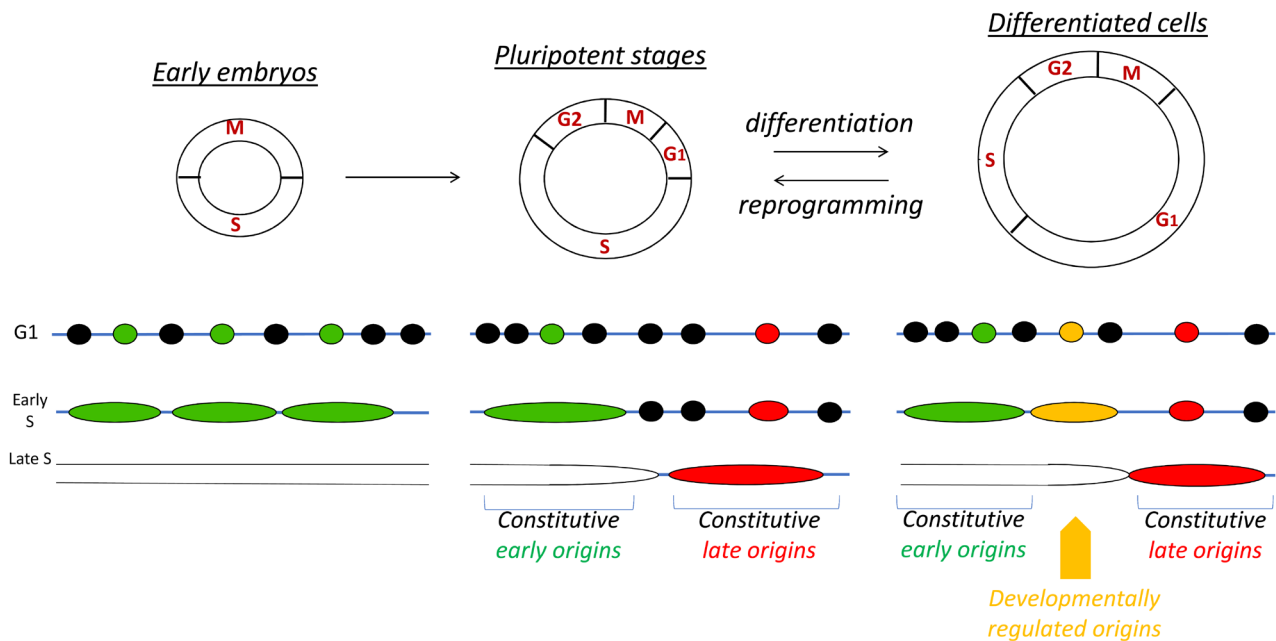 Early embryos
M
S
Pluripotent stages
G2
M
G1
S
differentiation
reprogramming
Differentiated cells
G2
M
S
G1
G1
Early
S
Late S
Constitutive
early origins
Constitutive
late origins
Constitutive
early origins
Constitutive
late origins
Developmentally
regulated origins